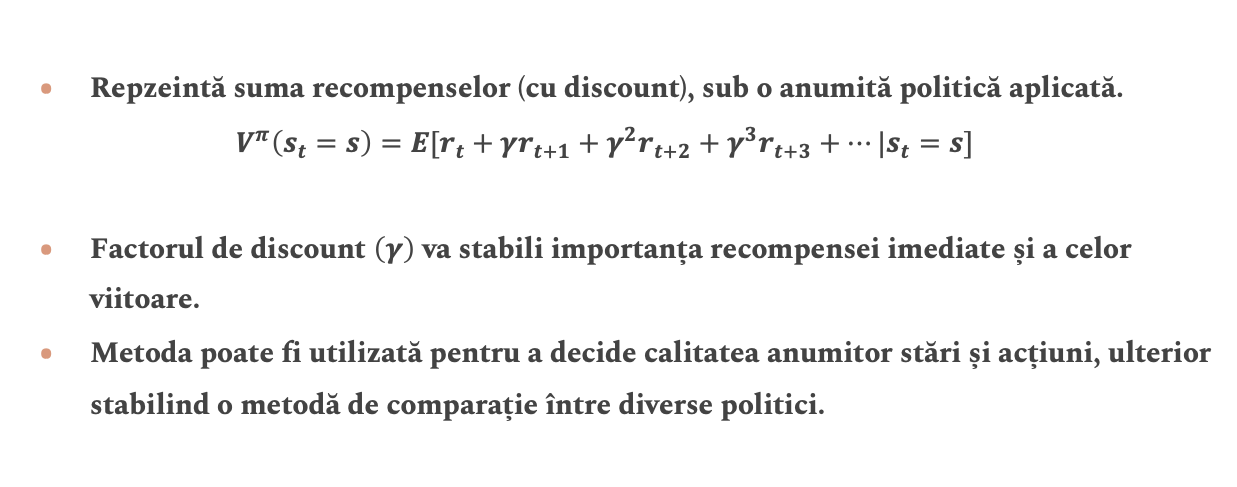 • Repzeintă suma recompenselor (cu discount), sub o anumită politică aplicată.
V^π(s_t = s) = E[r_t + γr_{t+1} + γ^2r_{t+2} + γ^3r_{t+3} + ⋯ |s_t = s]
• Factorul de discount (γ) va stabili importanța recompensei imediate și a celor
viitoare.
• Metoda poate fi utilizată pentru a decide calitatea anumitor stări și acțiuni, ulterior
stabilind o metodă de comparație între diverse politici.